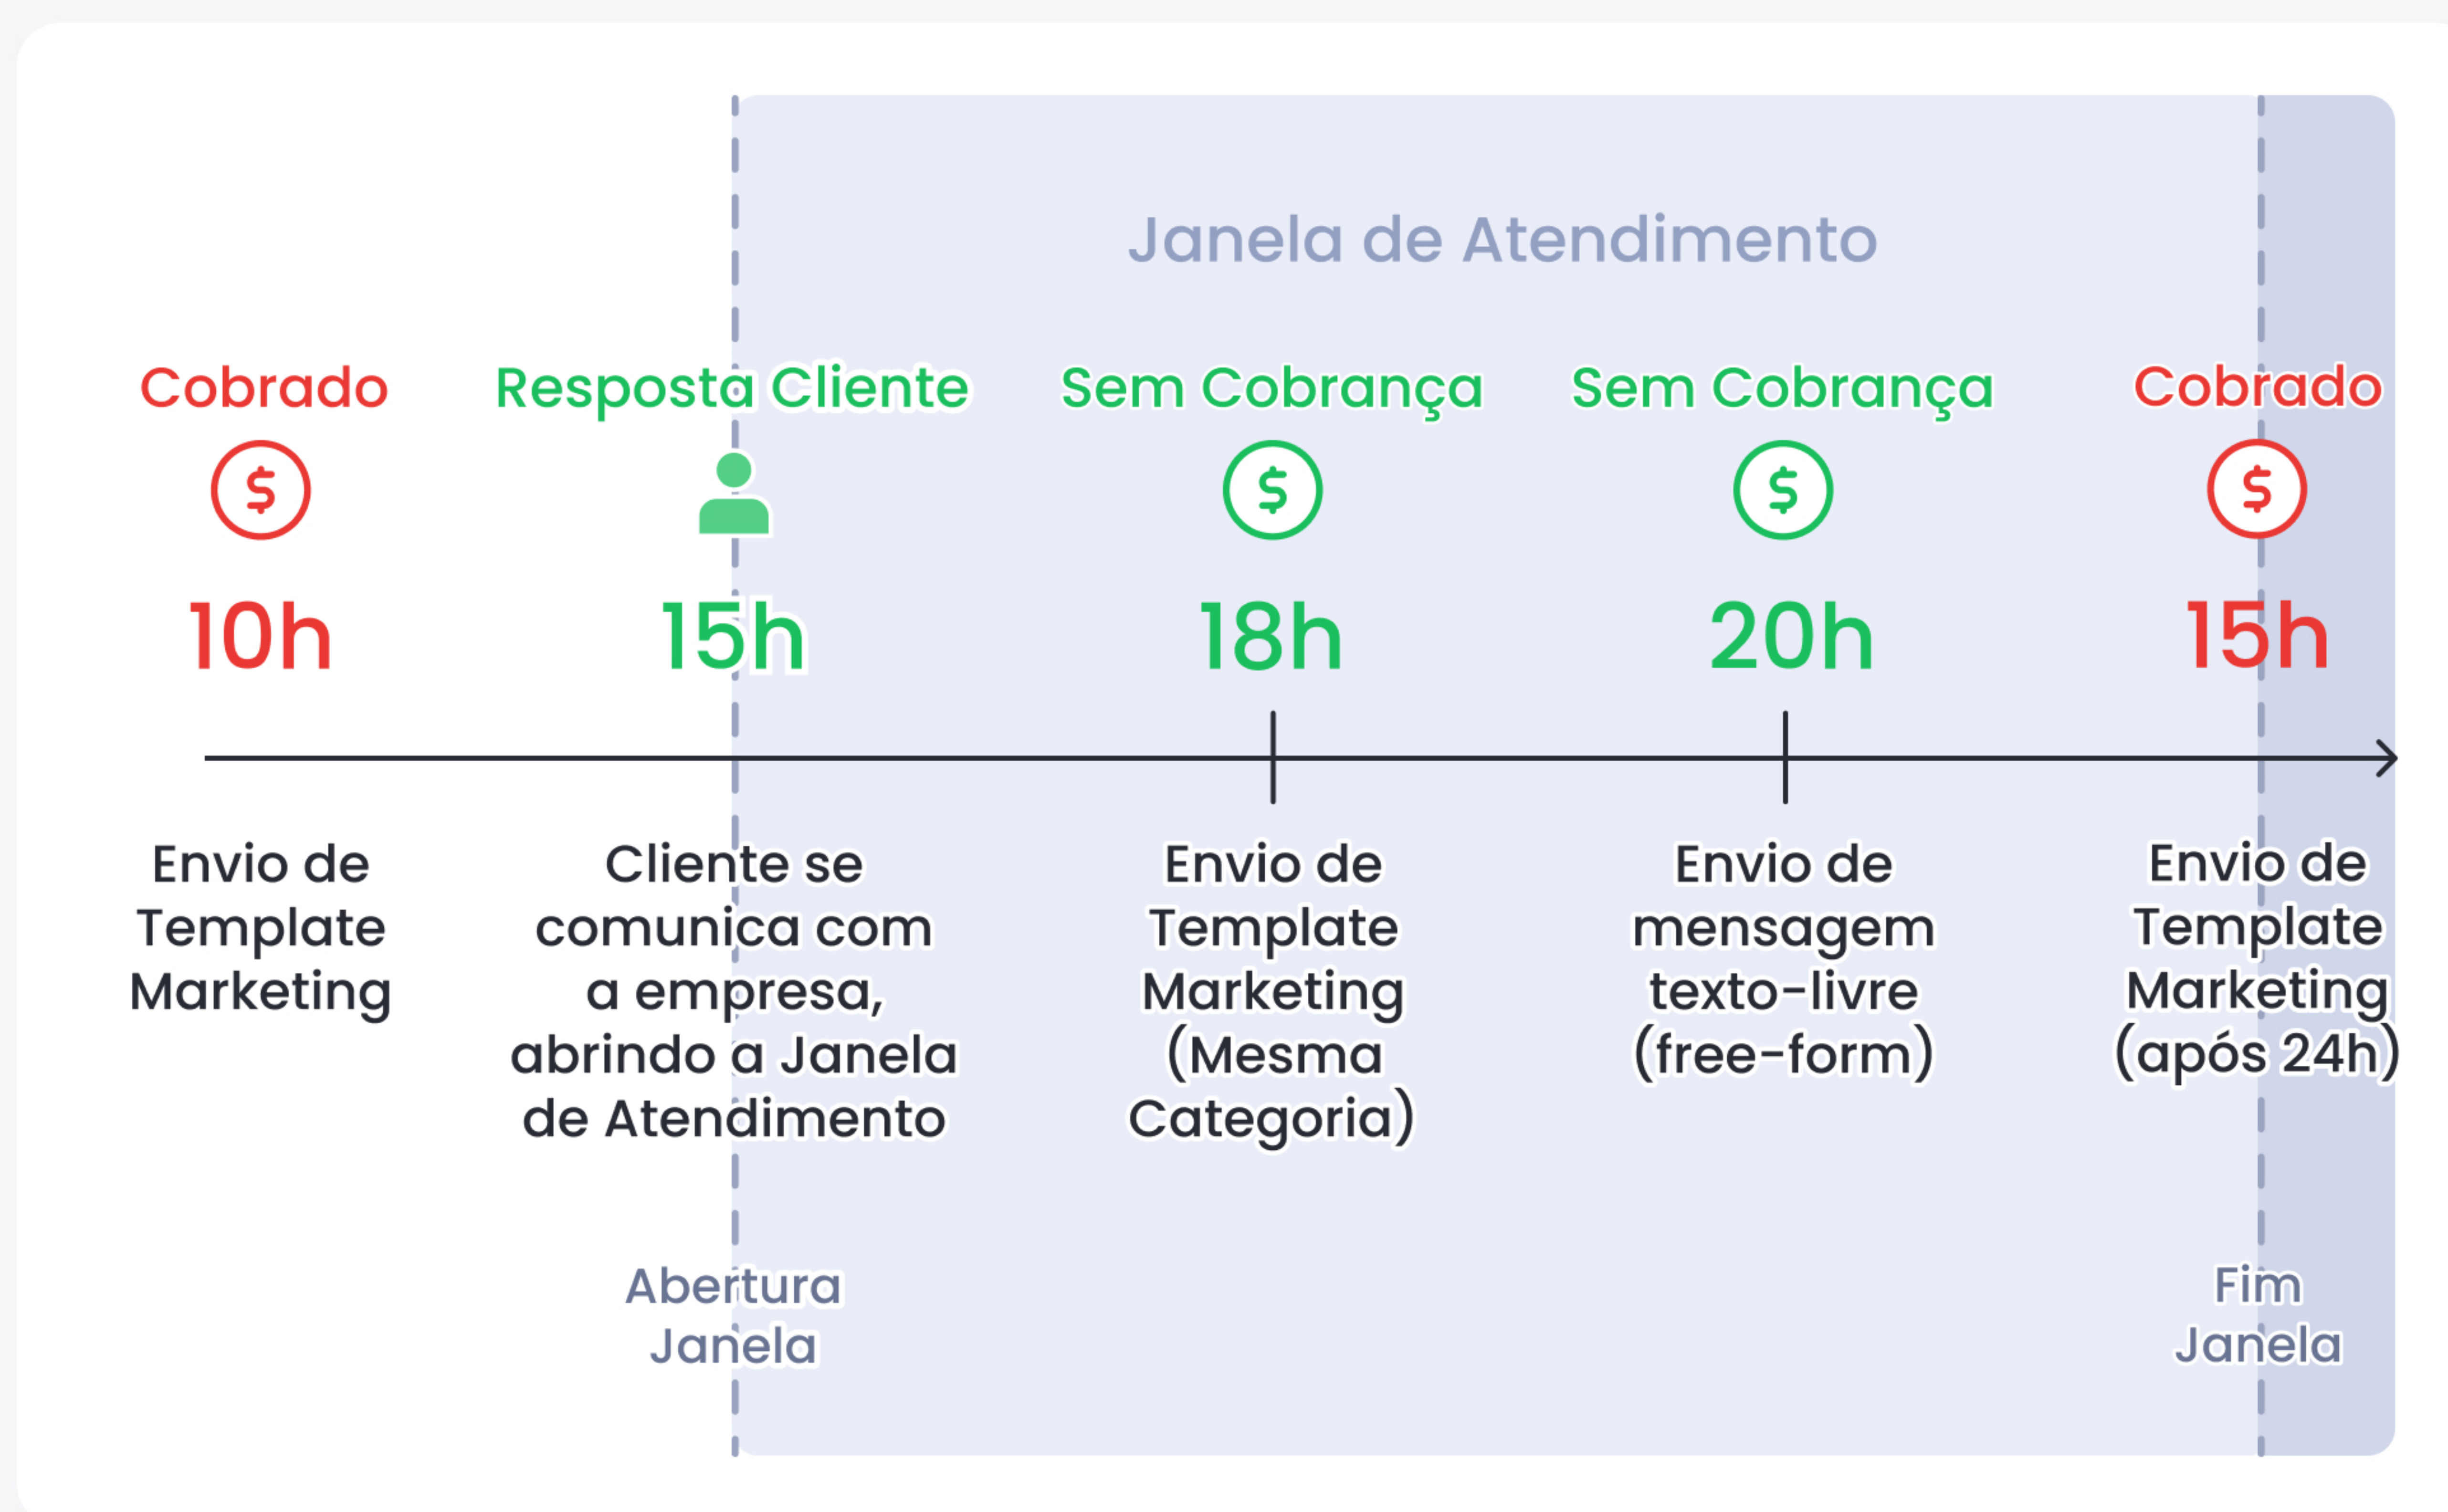 Janela de Atendimento
Cobrado
Resposta Cliente
Sem Cobrança
Sem Cobrança
Cobrado
$
$
$
$
10h
15h
18h
20h
15h
Envio de
Template
Marketing
Cliente se
comunica com
a empresa,
abrindo a Janela
de Atendimento
Envio de
Template
Marketing
(Mesma
Categoria)
Envio de
mensagem
texto-livre
(free-form)
Envio de
Template
Marketing
(após 24h)
Abertura
Janela
Fim
Janela